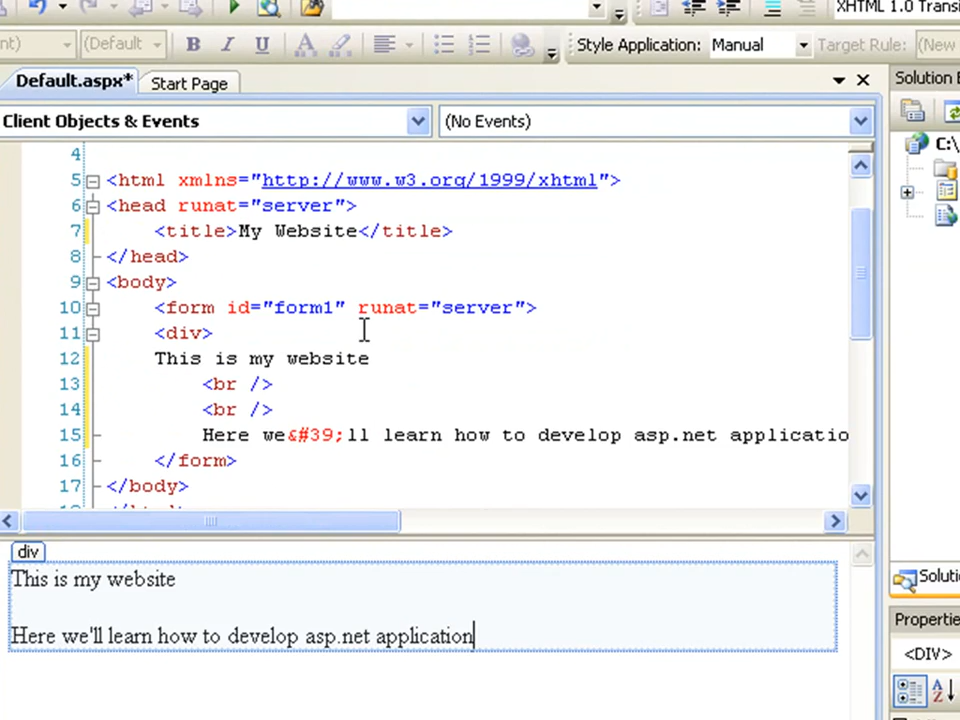 XHTML 1.0 Transi
nt)
(Default
B I U A
Style Application: Manual
Target Rule: (New
Default.aspx*
Start Page
Solution E
Client Objects & Events
(No Events)
C:\
4
5 <html xmlns="http://www.w3.org/1999/xhtml">
6 <head runat="server">
7 <title>My Website</title>
8 </head>
9 <body>
10 <form id="form1" runat="server">
11 <div>
12 This is my website
13 <br />
14 <br />
15 Here we&#39;ll learn how to develop asp.net applicatio
16 </form>
17 </body>
div
This is my website
Here we'll learn how to develop asp.net application
Soluti
Properties
<DIV>